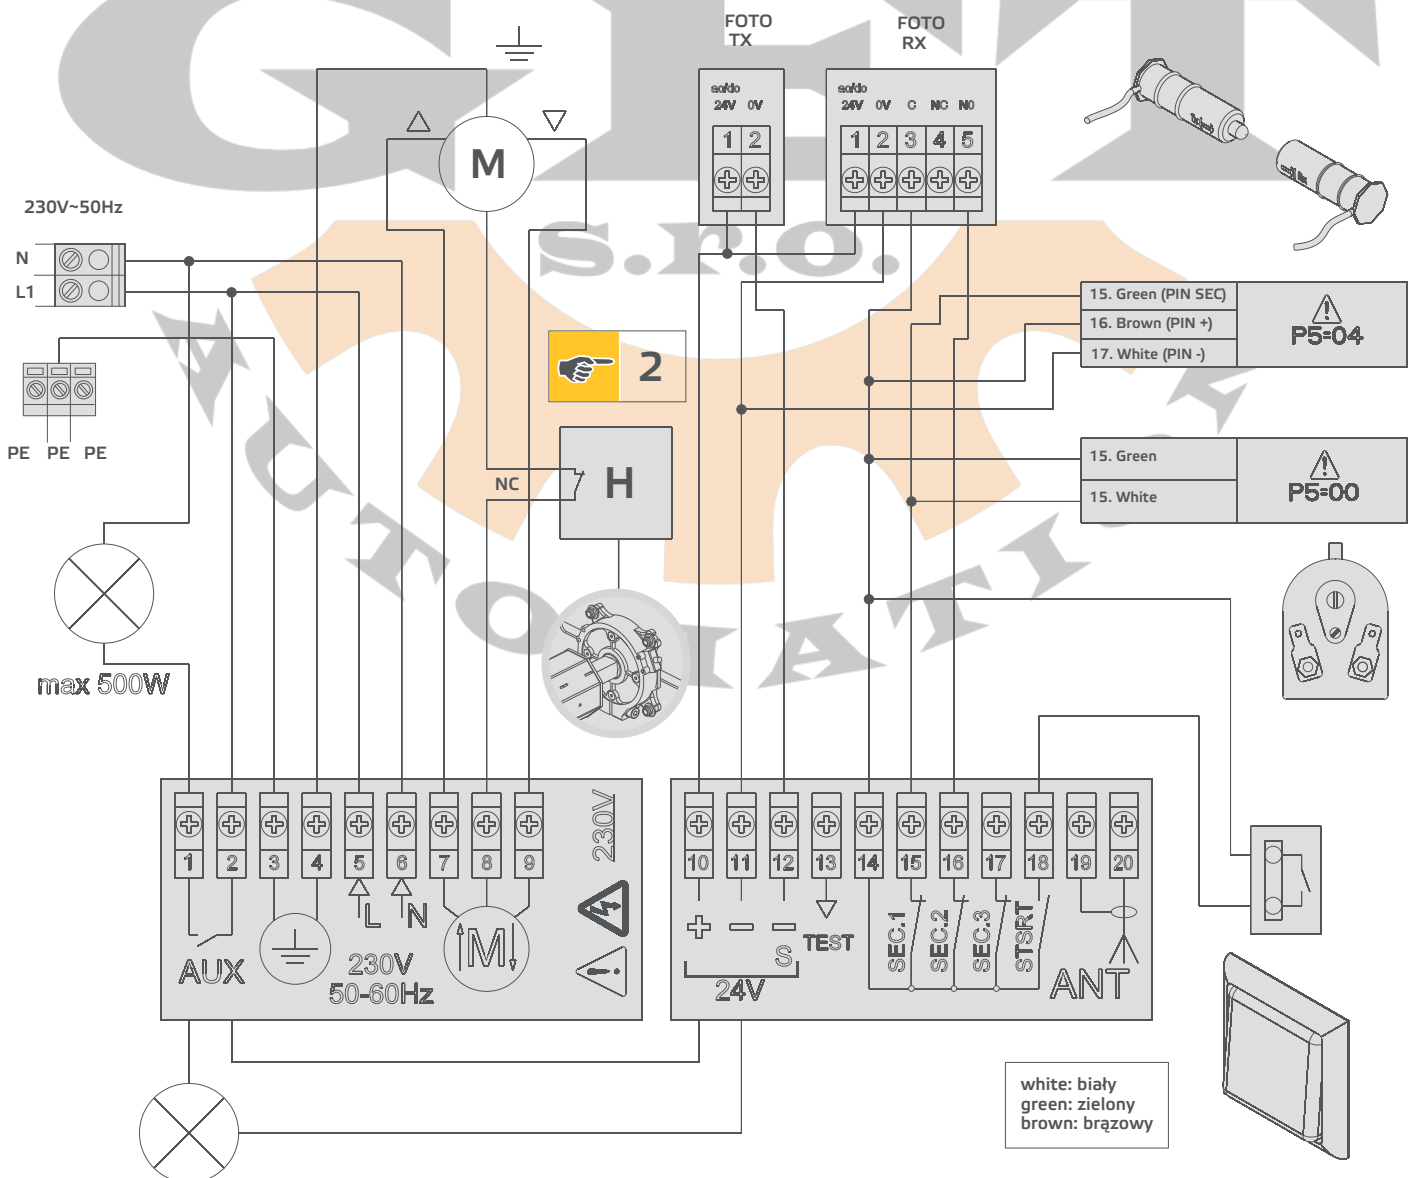 GET
s.r.o.
AUTOMATIC
FOTO
TX
FOTO
RX
24V 0V
1 2
24V 0V C NC NO
1 2 3 4 5
M
230V~50Hz
N
L1
PE PE PE
2
NC
H
15. Green (PIN SEC)
16. Brown (PIN +)
17. White (PIN -)
P5=04
15. Green
15. White
P5=00
max 500W
230V
1 2 3 4 5 6 7 8 9
AUX
L N
230V
50-60Hz
M
10 11 12 13 14 15 16 17 18 19 20
S
24V
TEST
SEC.1
SEC.2
SEC.3
STSRT
ANT
white: biały
green: zielony
brown: brązowy